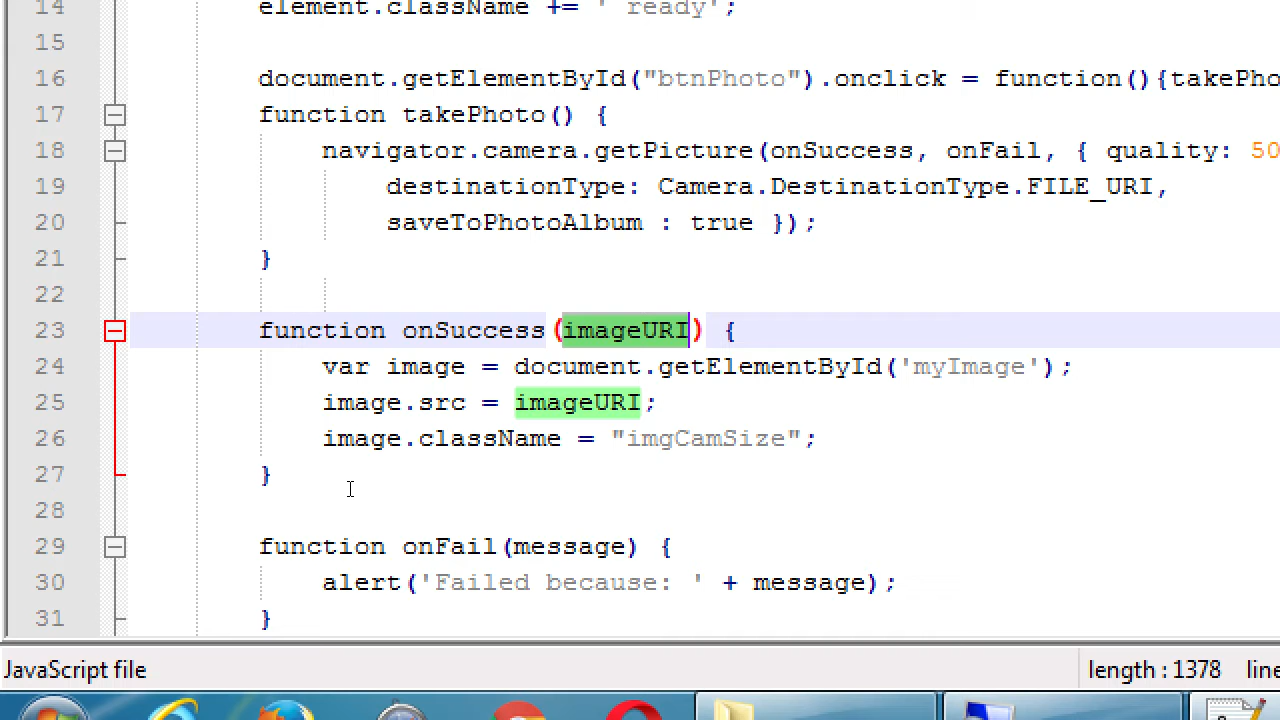 14 element.className += ' ready';
15
16 document.getElementById("btnPhoto").onclick = function(){takePho
17 function takePhoto() {
18 navigator.camera.getPicture(onSuccess, onFail, { quality: 50
19 destinationType: Camera.DestinationType.FILE_URI,
20 saveToPhotoAlbum : true });
21 }
22
23 function onSuccess(imageURI) {
24 var image = document.getElementById('myImage');
25 image.src = imageURI;
26 image.className = "imgCamSize";
27 }
28
29 function onFail(message) {
30 alert('Failed because: ' + message);
31 }
JavaScript file length : 1378 line